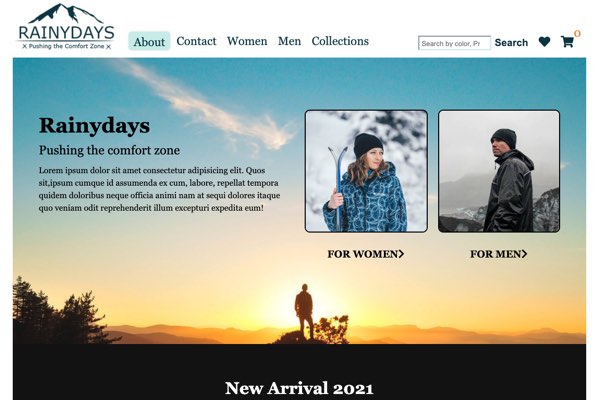 RAINYDAYS
Pushing the Comfort Zone
About Contact Women Men Collections
Search by color, Pr Search 0
Rainydays
Pushing the comfort zone
Lorem ipsum dolor sit amet consectetur adipisicing elit. Quos
sit,ipsum cumque id assumenda ex cum, labore, repellat tempora
quidem doloribus neque officia animi nam at sequi dolores itaque
quo veniam odit reprehenderit illum excepturi expedita eum!
FOR WOMEN
FOR MEN
New Arrival 2021